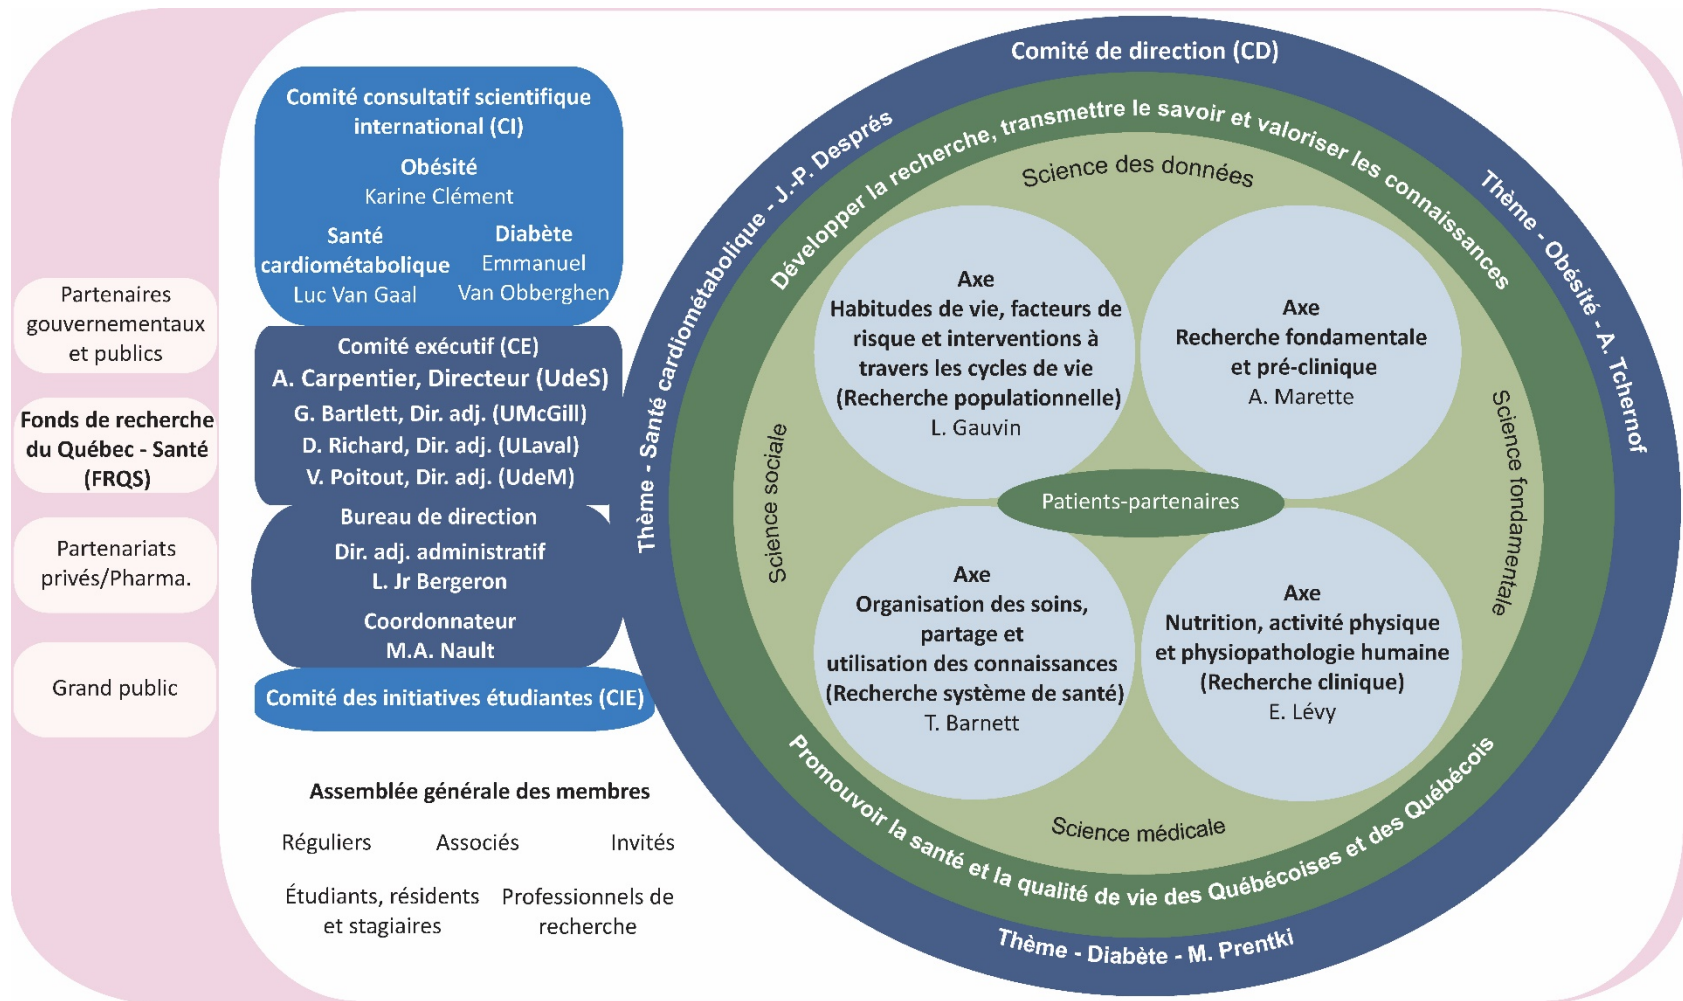 Partenaires
gouvernementaux
et publics
Fonds de recherche
du Québec - Santé
(FRQS)
Partenariats
privés/Pharma.
Grand public
Comité consultatif scientifique
international (CI)
Obésité
Karine Clément
Santé
cardiométabolique
Luc Van Gaal
Diabète
Emmanuel
Van Obberghen
Comité exécutif (CE)
A. Carpentier, Directeur (UdeS)
G. Bartlett, Dir. adj. (UMcGill)
D. Richard, Dir. adj. (ULaval)
V. Poitout, Dir. adj. (UdeM)
Bureau de direction
Dir. adj. administratif
L. Jr Bergeron
Coordonnateur
M.A. Nault
Comité des initiatives étudiantes (CIE)
Assemblée générale des membres
Réguliers
Associés
Invités
Étudiants, résidents
et stagiaires
Professionnels de
recherche
Comité de direction (CD)
Thème - Santé cardiométabolique - J.-P. Després
Thème - Obésité - A. Tchernof
Thème - Diabète - M. Prentki
Développer la recherche, transmettre le savoir et valoriser les connaissances
Promouvoir la santé et la qualité de vie des Québécoises et des Québécois
Science des données
Science sociale
Science fondamentale
Science médicale
Axe
Habitudes de vie, facteurs de
risque et interventions à
travers les cycles de vie
(Recherche populationnelle)
L. Gauvin
Axe
Recherche fondamentale
et pré-clinique
A. Marette
Patients-partenaires
Axe
Organisation des soins,
partage et
utilisation des connaissances
(Recherche système de santé)
T. Barnett
Axe
Nutrition, activité physique
et physiopathologie humaine
(Recherche clinique)
E. Lévy